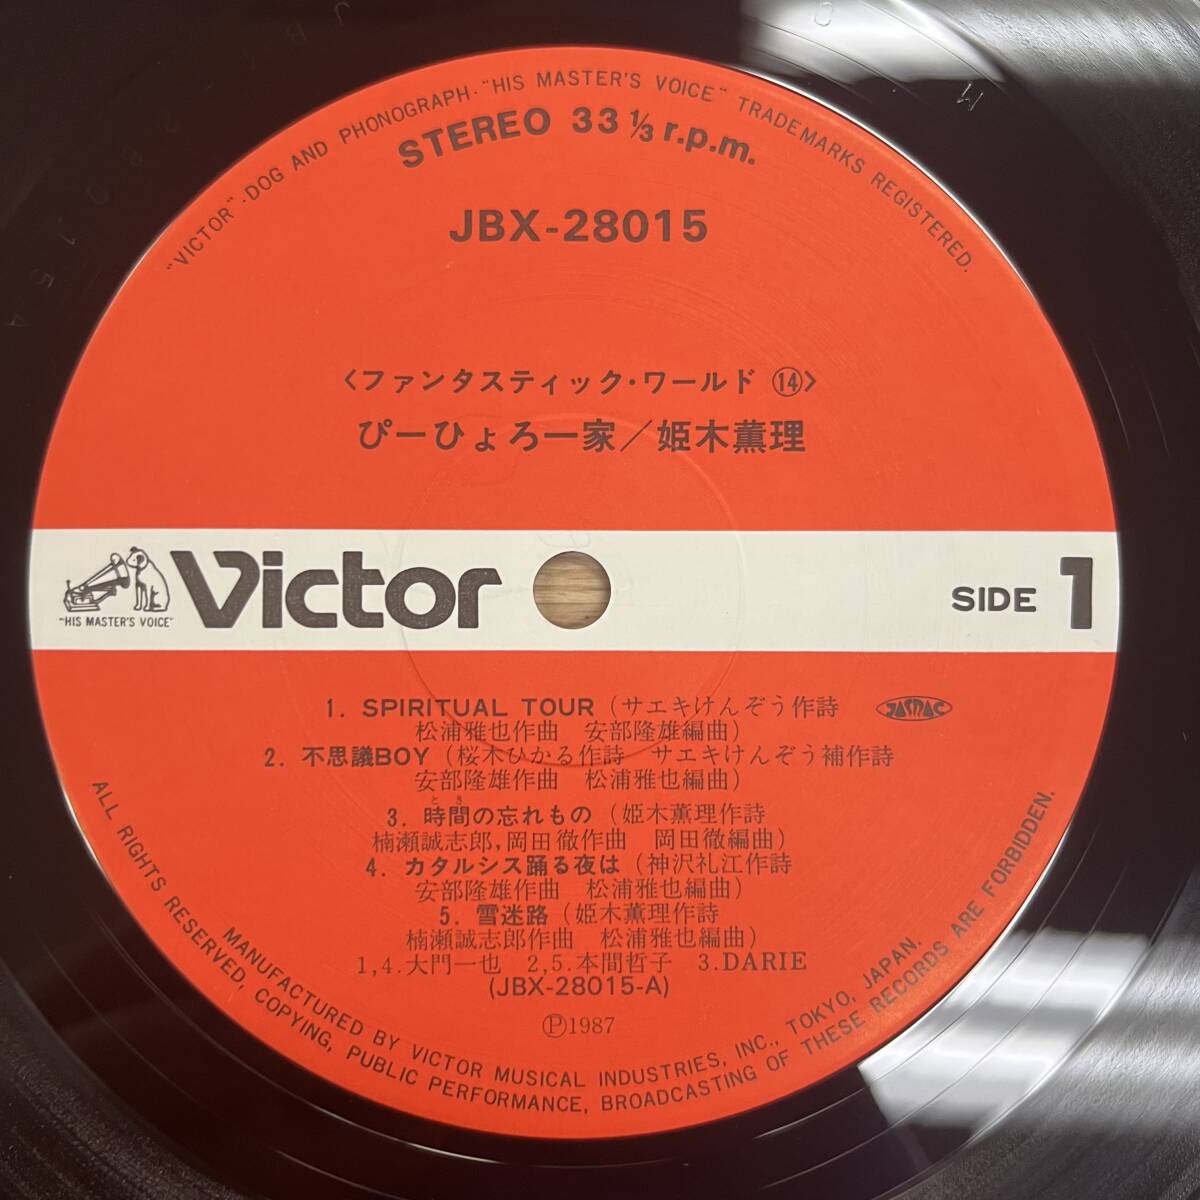 "VICTOR"·DOG AND PHONOGRAPH·"HIS MASTER'S VOICE" TRADEMARKS REGISTERED.
STEREO 33 1/3 r.p.m.
JBX-28015
〈ファンタスティック・ワールド ⑭〉
ぴーひょろ一家／姫木薫理
"HIS MASTER'S VOICE"
Victor
SIDE 1
1. SPIRITUAL TOUR (サエキけんぞう作詩 JASRAC
松浦雅也作曲 安部隆雄編曲)
2. 不思議BOY (桜木ひかる作詩 サエキけんぞう補作詩
安部隆雄作曲 松浦雅也編曲)
とき
3. 時間の忘れもの (姫木薫理作詩
楠瀬誠志郎,岡田徹作曲 岡田徹編曲)
4. カタルシス踊る夜は (神沢礼江作詩
安部隆雄作曲 松浦雅也編曲)
5. 雪迷路 (姫木薫理作詩
楠瀬誠志郎作曲 松浦雅也編曲)
1,4.大門一也 2,5.本間哲子 3.DARIE
(JBX-28015-A)
Ⓟ1987
MANUFACTURED BY VICTOR MUSICAL INDUSTRIES, INC., TOKYO, JAPAN.
ALL RIGHTS RESERVED, COPYING, PUBLIC PERFORMANCE, BROADCASTING OF THESE RECORDS ARE FORBIDDEN.